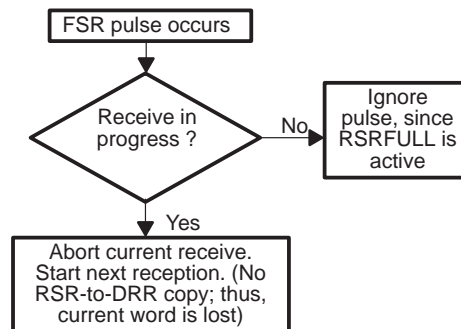 FSR pulse occurs
Receive in
progress ?
No
Ignore
pulse, since
RSRFULL is
active
Yes
Abort current receive.
Start next reception. (No
RSR-to-DRR copy; thus,
current word is lost)